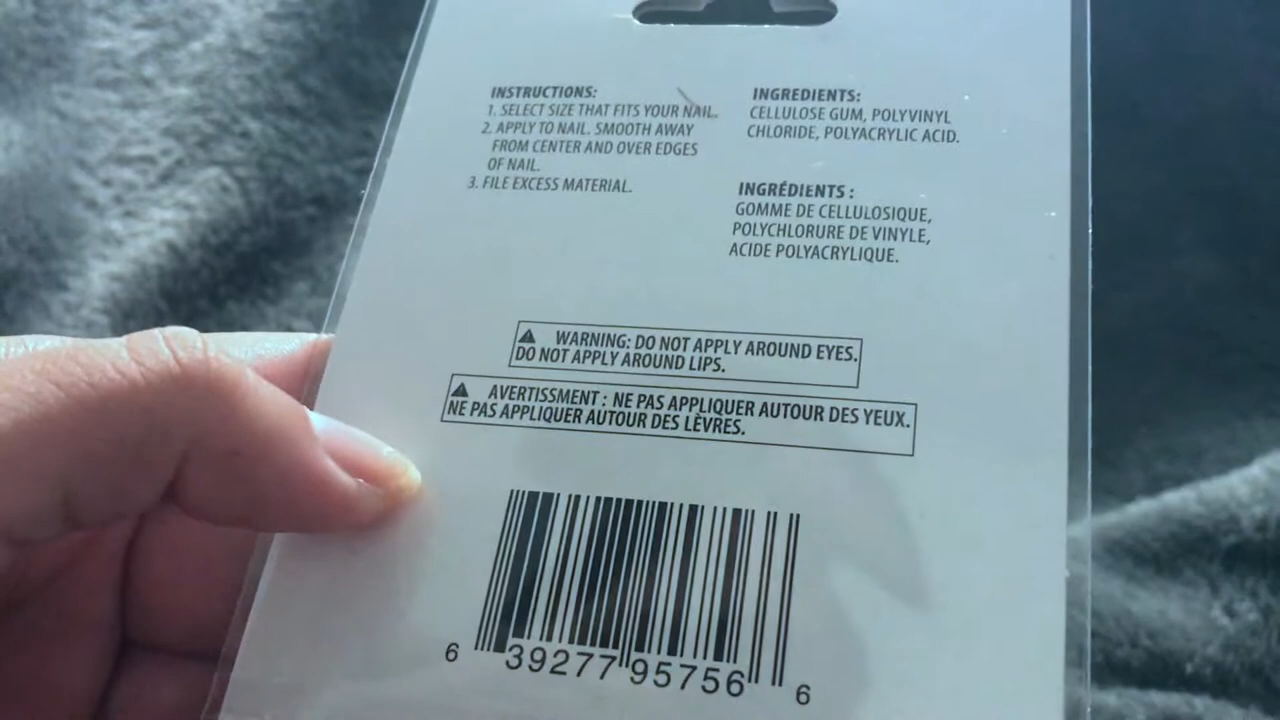 INSTRUCTIONS:
1. SELECT SIZE THAT FITS YOUR NAIL.
2. APPLY TO NAIL. SMOOTH AWAY
FROM CENTER AND OVER EDGES
OF NAIL.
3. FILE EXCESS MATERIAL.
INGREDIENTS:
CELLULOSE GUM, POLYVINYL
CHLORIDE, POLYACRYLIC ACID.
INGRÉDIENTS :
GOMME DE CELLULOSIQUE,
POLYCHLORURE DE VINYLE,
ACIDE POLYACRYLIQUE.
WARNING: DO NOT APPLY AROUND EYES.
DO NOT APPLY AROUND LIPS.
AVERTISSMENT : NE PAS APPLIQUER AUTOUR DES YEUX.
NE PAS APPLIQUER AUTOUR DES LÈVRES.
6 39277 95756 6